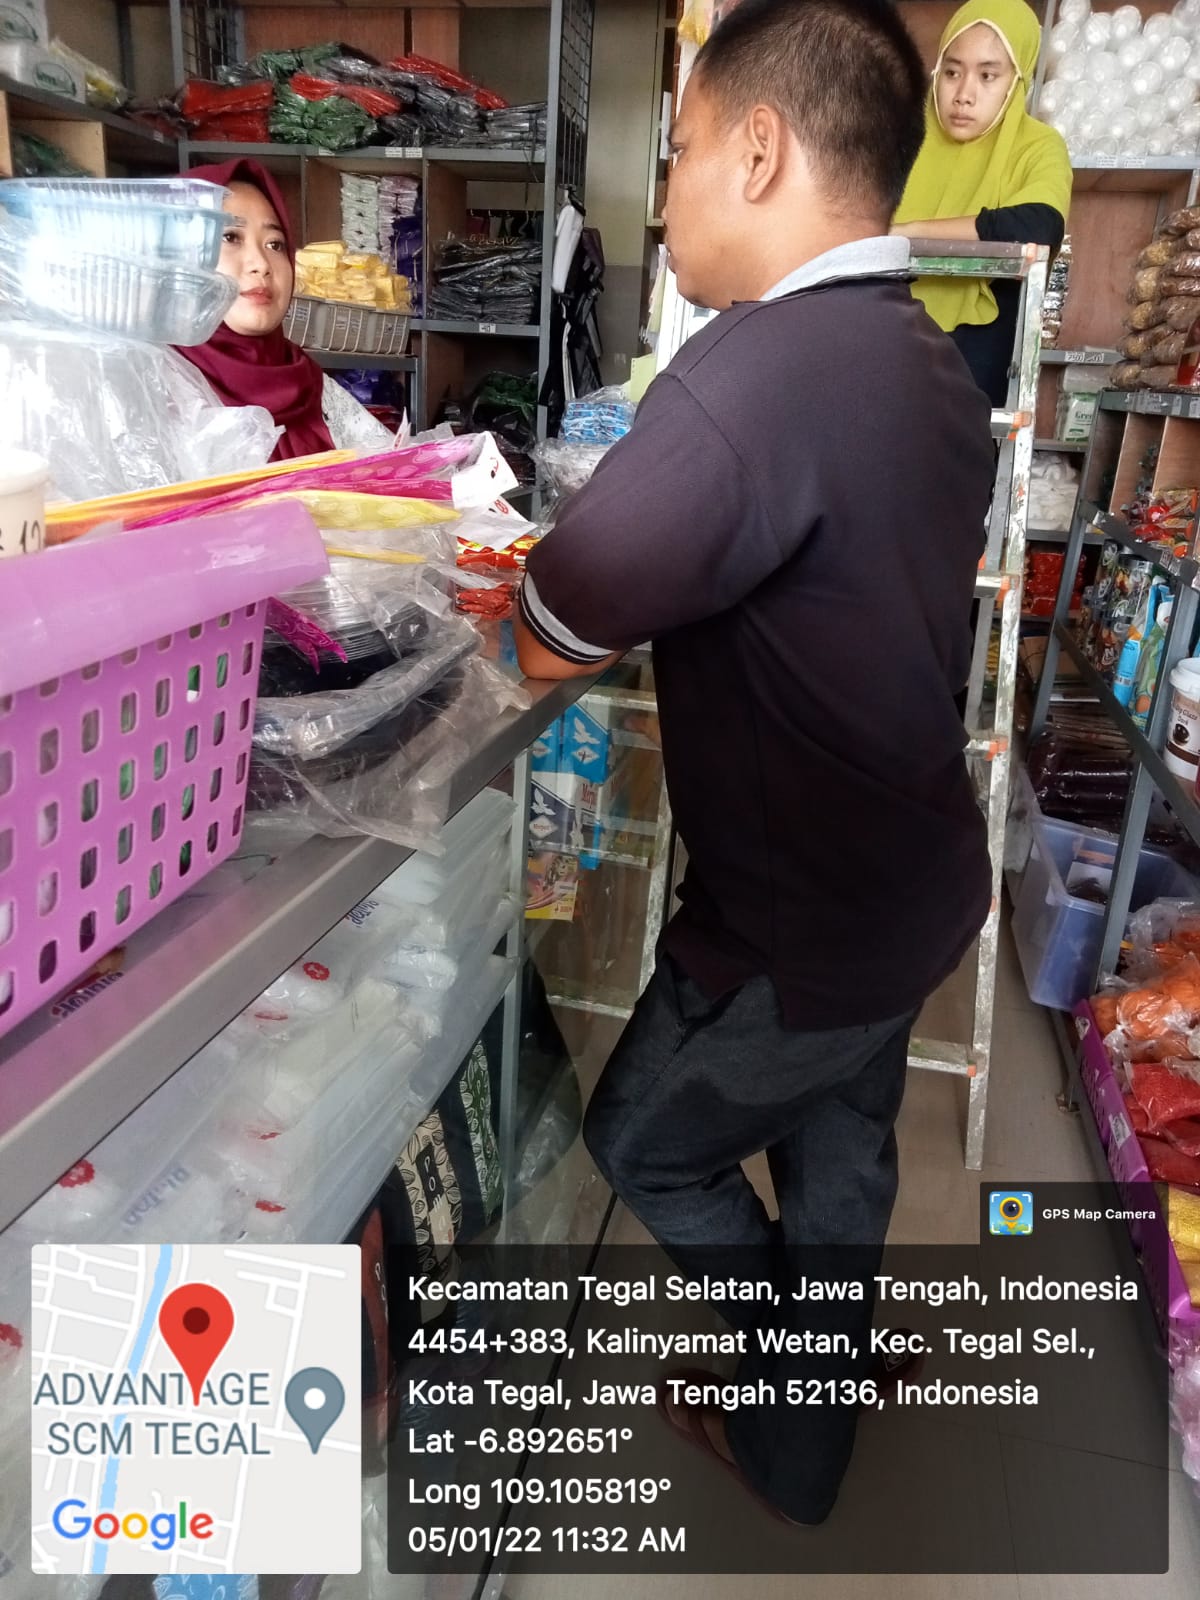 GPS Map Camera
Kecamatan Tegal Selatan, Jawa Tengah, Indonesia
4454+383, Kalinyamat Wetan, Kec. Tegal Sel.,
Kota Tegal, Jawa Tengah 52136, Indonesia
Lat -6.892651°
Long 109.105819°
05/01/22 11:32 AM
ADVANTAGE
SCM TEGAL
Google